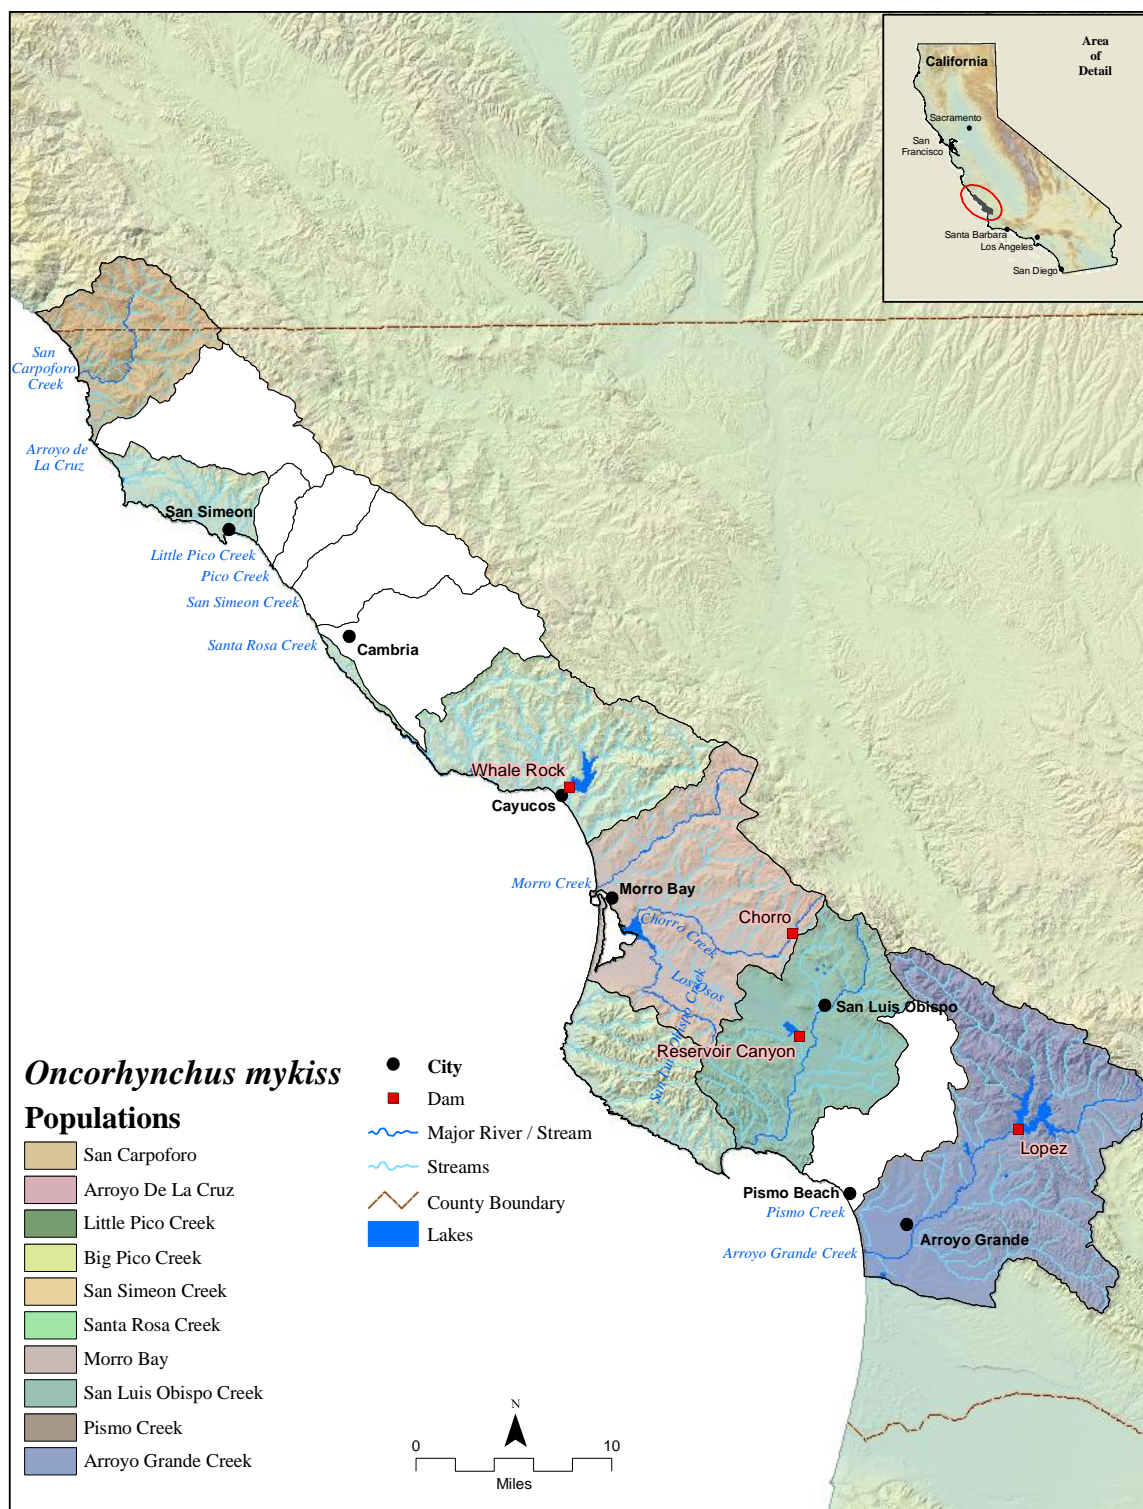 Area
of
Detail
California
Sacramento
San
Francisco
Santa Barbara
Los Angeles
San Diego
San
Carpoforo
Creek
Arroyo de
La Cruz
San Simeon
Little Pico Creek
Pico Creek
San Simeon Creek
Santa Rosa Creek
Cambria
Whale Rock
Cayucos
Morro Creek
Morro Bay
Chorro
Chorro Creek
Los Osos
San Luis Obispo Creek
San Luis Obispo
Reservoir Canyon
Lopez
Pismo Beach
Pismo Creek
Arroyo Grande
Arroyo Grande Creek
Oncorhynchus mykiss
Populations
San Carpoforo
Arroyo De La Cruz
Little Pico Creek
Big Pico Creek
San Simeon Creek
Santa Rosa Creek
Morro Bay
San Luis Obispo Creek
Pismo Creek
Arroyo Grande Creek
City
Dam
Major River / Stream
Streams
County Boundary
Lakes
N
0 10
Miles